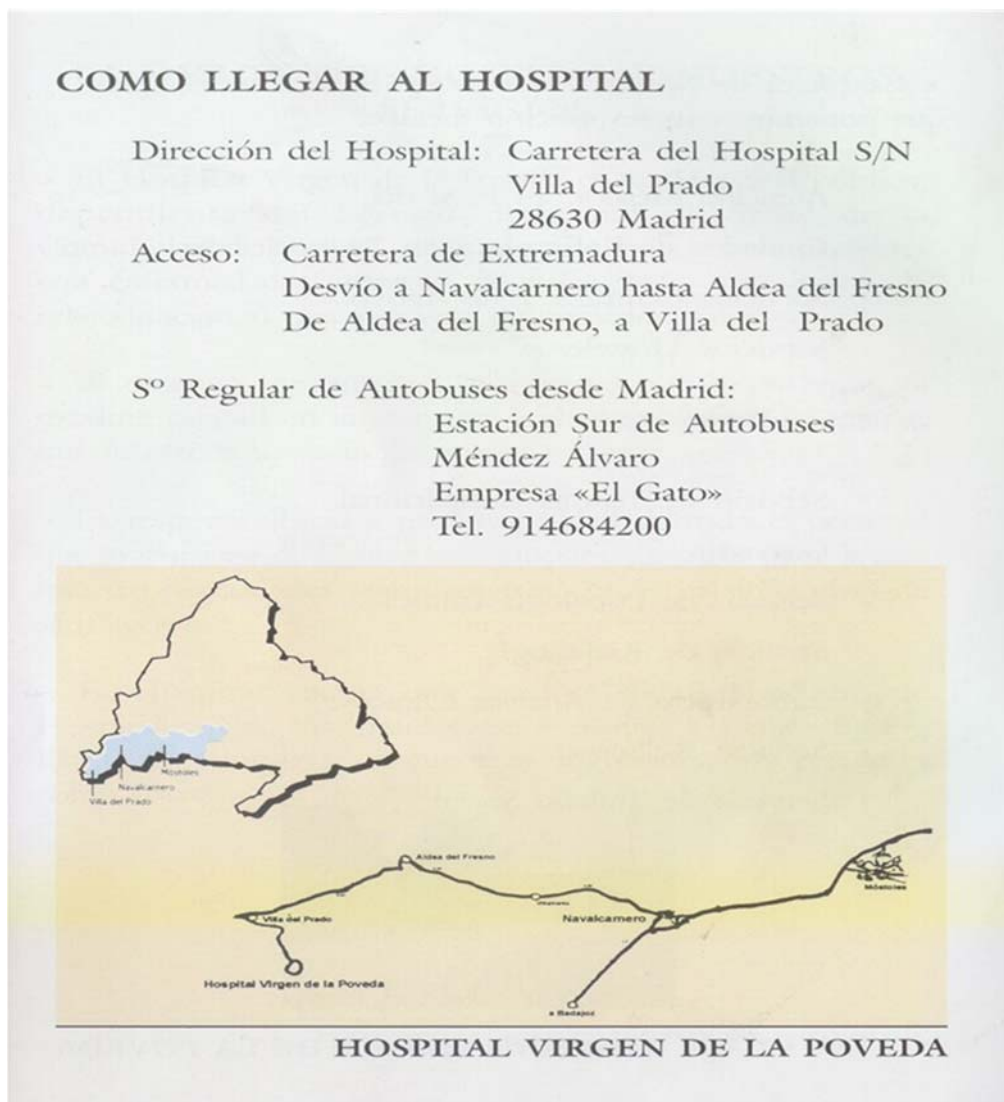 COMO LLEGAR AL HOSPITAL
Dirección del Hospital: Carretera del Hospital S/N
Villa del Prado
28630 Madrid
Acceso: Carretera de Extremadura
Desvío a Navalcarnero hasta Aldea del Fresno
De Aldea del Fresno, a Villa del Prado
Sº Regular de Autobuses desde Madrid:
Estación Sur de Autobuses
Méndez Álvaro
Empresa «El Gato»
Tel. 914684200
Móstoles
Navalcarnero
Villa del Prado
Aldea del Fresno
Móstoles
Villa del Prado
Navalcarnero
Hospital Virgen de la Poveda
a Badajoz
HOSPITAL VIRGEN DE LA POVEDA